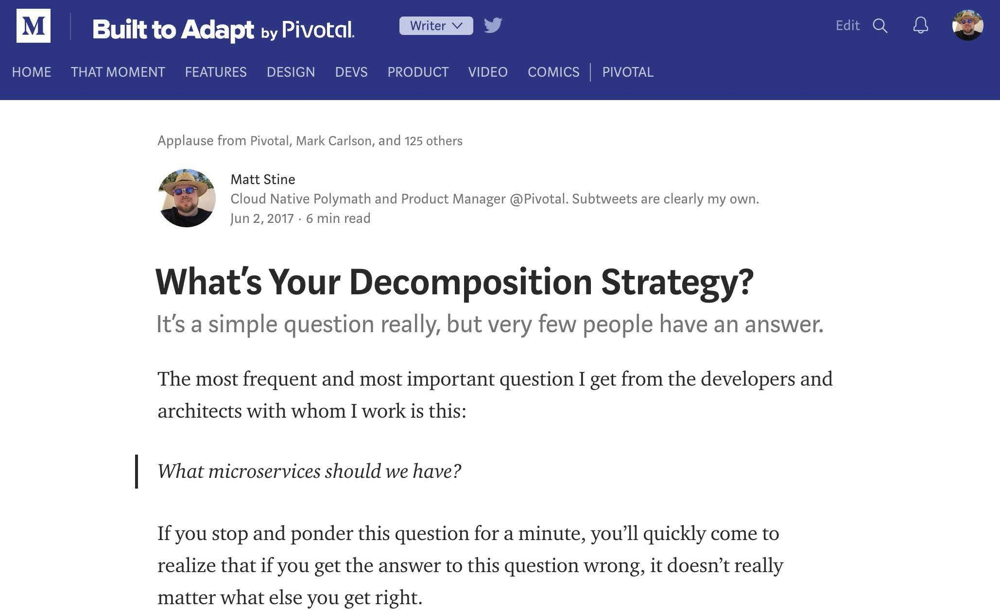 M
Built to Adapt by Pivotal.
Writer
Edit
HOME THAT MOMENT FEATURES DESIGN DEVS PRODUCT VIDEO COMICS PIVOTAL
Applause from Pivotal, Mark Carlson, and 125 others
Matt Stine
Cloud Native Polymath and Product Manager @Pivotal. Subtweets are clearly my own.
Jun 2, 2017 · 6 min read
What’s Your Decomposition Strategy?
It’s a simple question really, but very few people have an answer.
The most frequent and most important question I get from the developers and
architects with whom I work is this:
What microservices should we have?
If you stop and ponder this question for a minute, you’ll quickly come to
realize that if you get the answer to this question wrong, it doesn’t really
matter what else you get right.